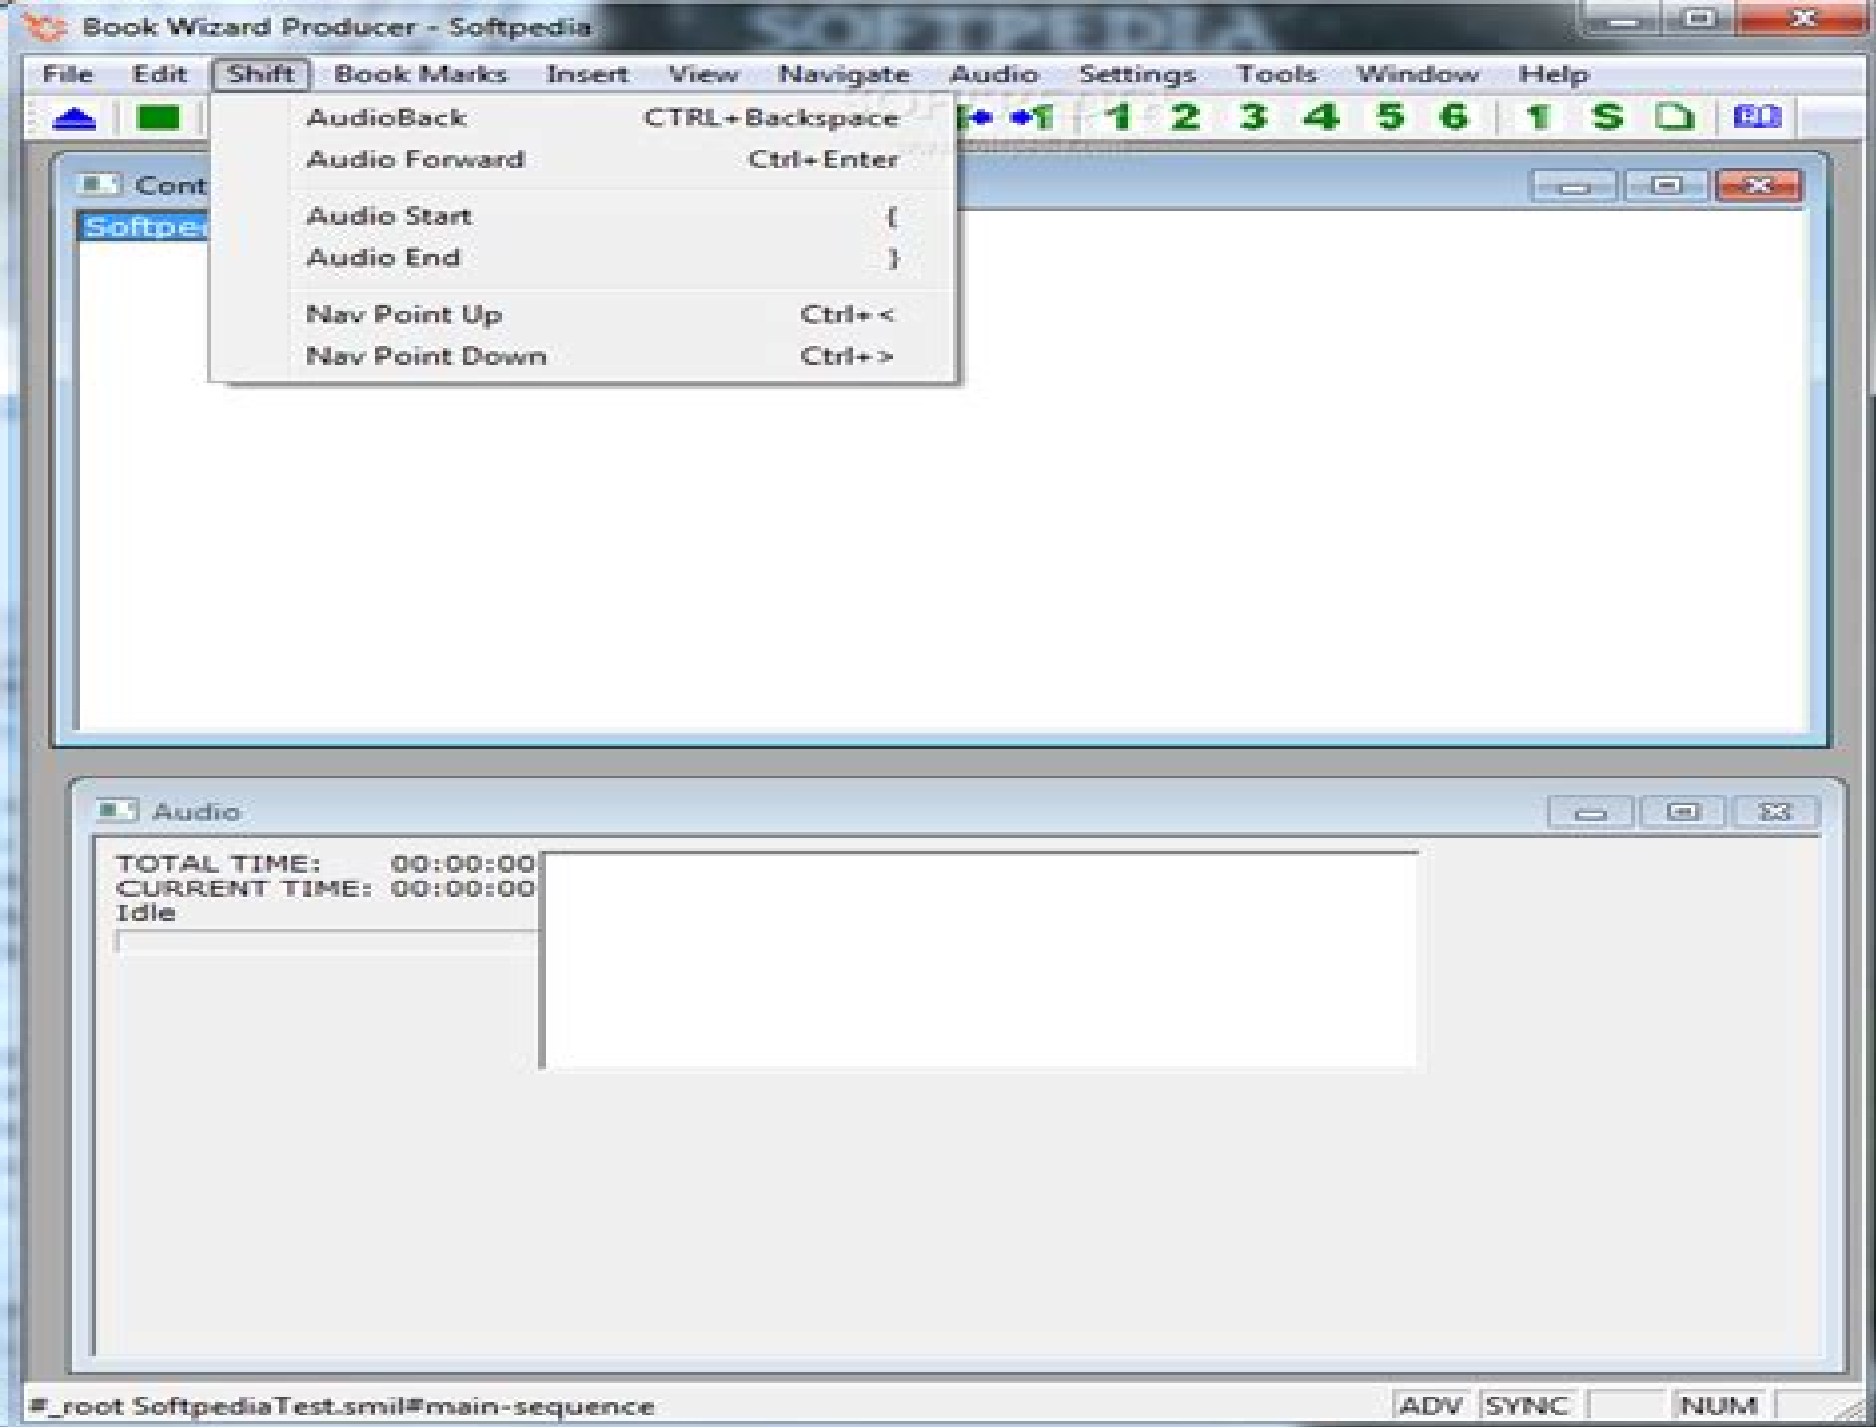 SOFTPEDIA
Book Wizard Producer - Softpedia
File Edit Shift Book Marks Insert View Navigate Audio Settings Tools Window Help
1 1 2 3 4 5 6 1 S
AudioBack CTRL+Backspace
Audio Forward Ctrl+Enter
Audio Start {
Audio End }
Nav Point Up Ctrl+<
Nav Point Down Ctrl+>
Audio
TOTAL TIME: 00:00:00
CURRENT TIME: 00:00:00
Idle
#_root SoftpediaTest.smil#main-sequence ADV SYNC NUM